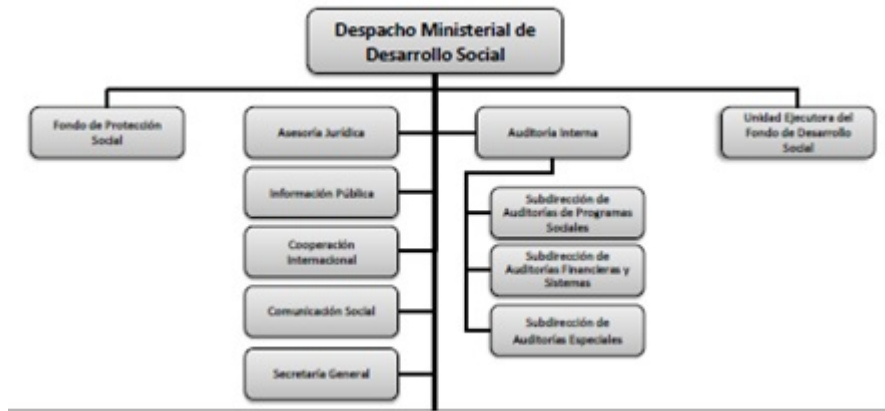 Despacho Ministerial de
Desarrollo Social
Fondo de Protección
Social
Asesoría Jurídica
Auditoría Interna
Unidad Ejecutora del
Fondo de Desarrollo
Social
Información Pública
Cooperación
Internacional
Comunicación Social
Secretaría General
Subdirección de
Auditorías de Programas
Sociales
Subdirección de
Auditorías Financieras y
Sistemas
Subdirección de
Auditorías Especiales